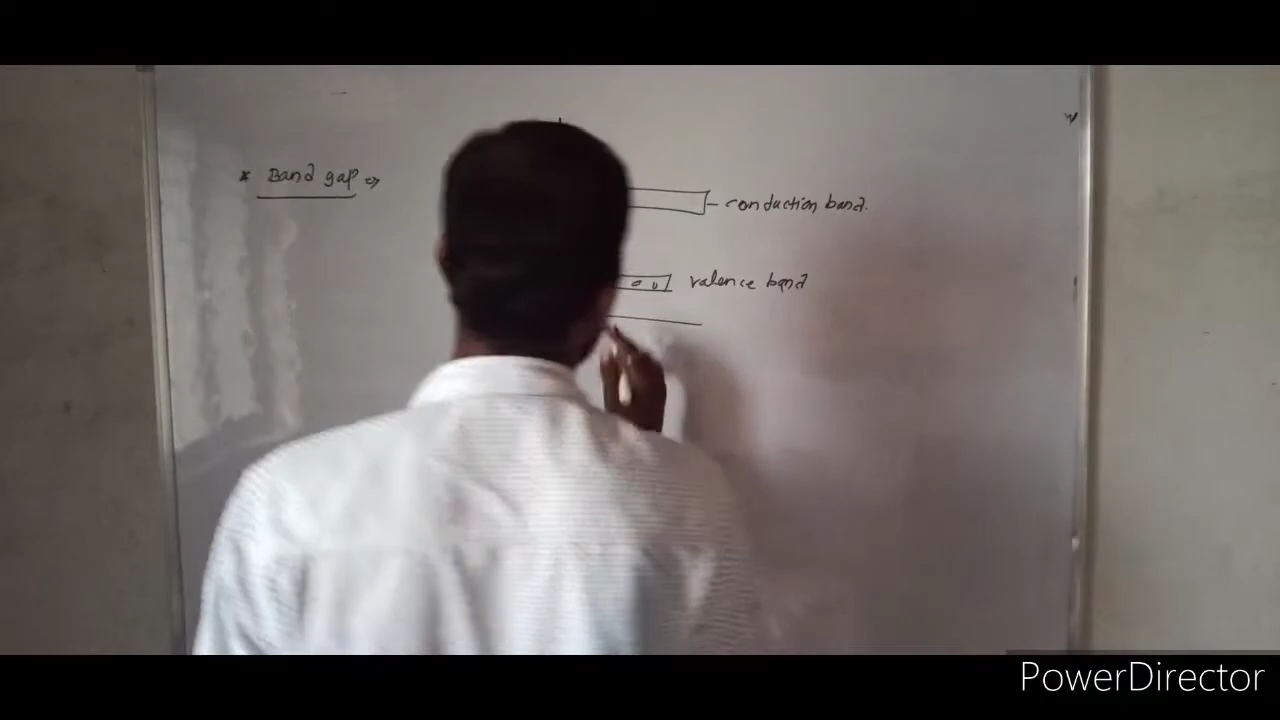 * Band gap ⇒
conduction band.
valence band
PowerDirector